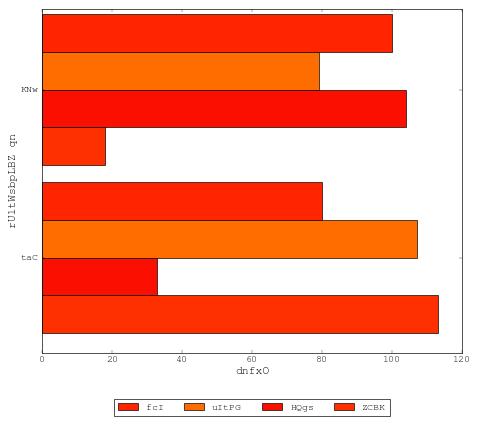 KNw
taC
rUltWsbpLBZ qn
0 20 40 60 80 100 120
dnfxO
fcI uItPG HQgs ZCBK